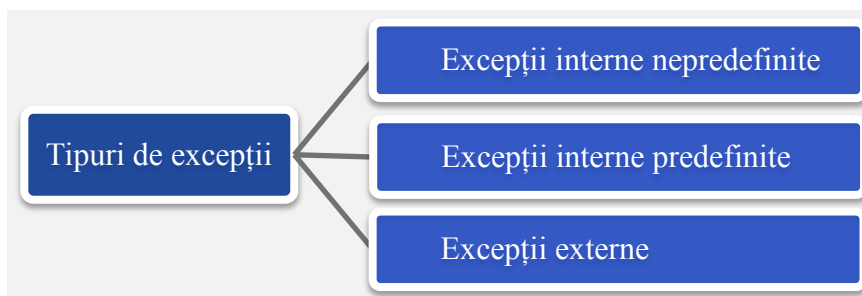 Tipuri de excepții
Excepții interne nepredefinite
Excepții interne predefinite
Excepții externe